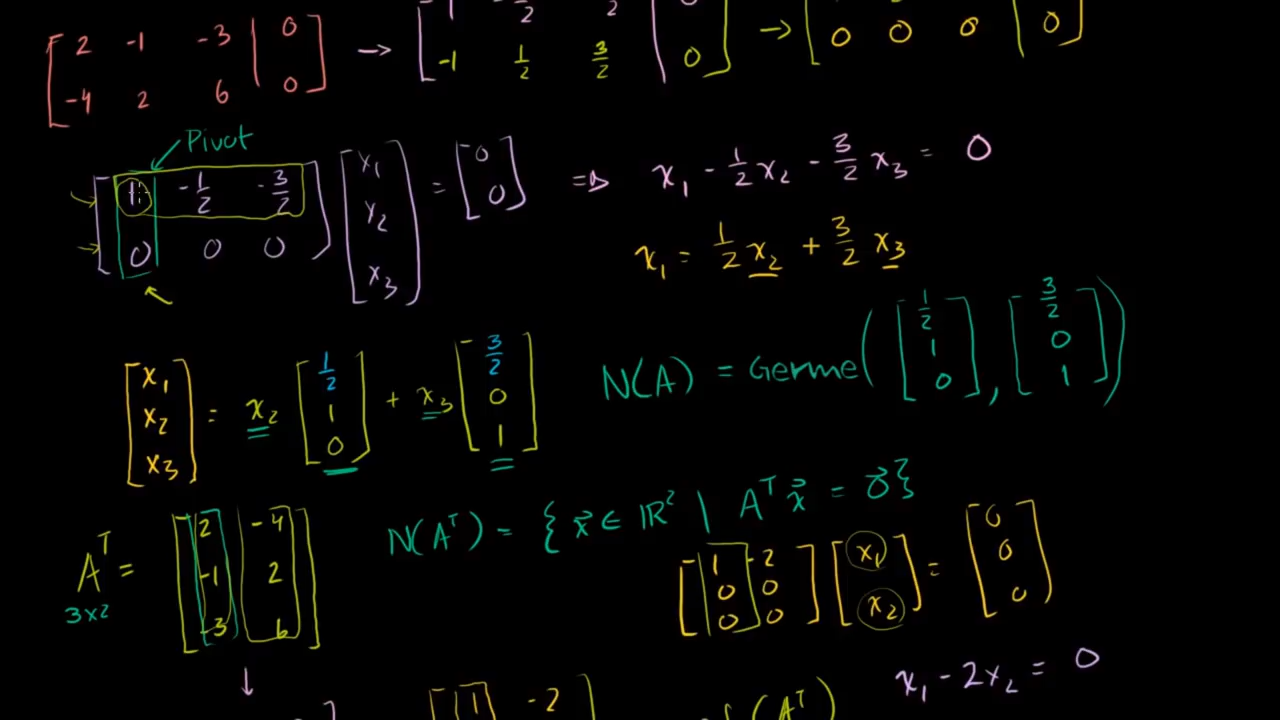 [ 2 -1 -3 | 0 ] → [ -1/2 | → [
[ -4 2 6 | 0 ] [ -1 1/2 3/2 | 0 ] [ 0 0 0 | 0 ]
Pivot
[ 1 -1/2 -3/2 ] [ x1 ] = [ 0 ] ⇒ x1 - 1/2 x2 - 3/2 x3 = 0
[ 0 0 0 ] [ x2 ] [ 0 ]
[ x3 ]
x1 = 1/2 x2 + 3/2 x3
[ x1 ] = x2 [ 1/2 ] + x3 [ 3/2 ] N(A) = Germe ( [ 1/2 ] , [ 3/2 ] )
[ x2 ] [ 1 ] [ 0 ] [ 1 ] [ 0 ]
[ x3 ] [ 0 ] [ 1 ] [ 0 ] [ 1 ]
A^T = [ 2 -4 ] N(A^T) = { x⃗ ∈ ℝ² | A^T x⃗ = 0⃗ }
[ -1 2 ]
[ -3 6 ]
3x2
[ 1 -2 ] [ x1 ] = [ 0 ]
[ 0 0 ] [ x2 ] [ 0 ]
[ 0 0 ] [ 0 ]
↓
x1 - 2x2 = 0
[ 1 -2 (A^T)